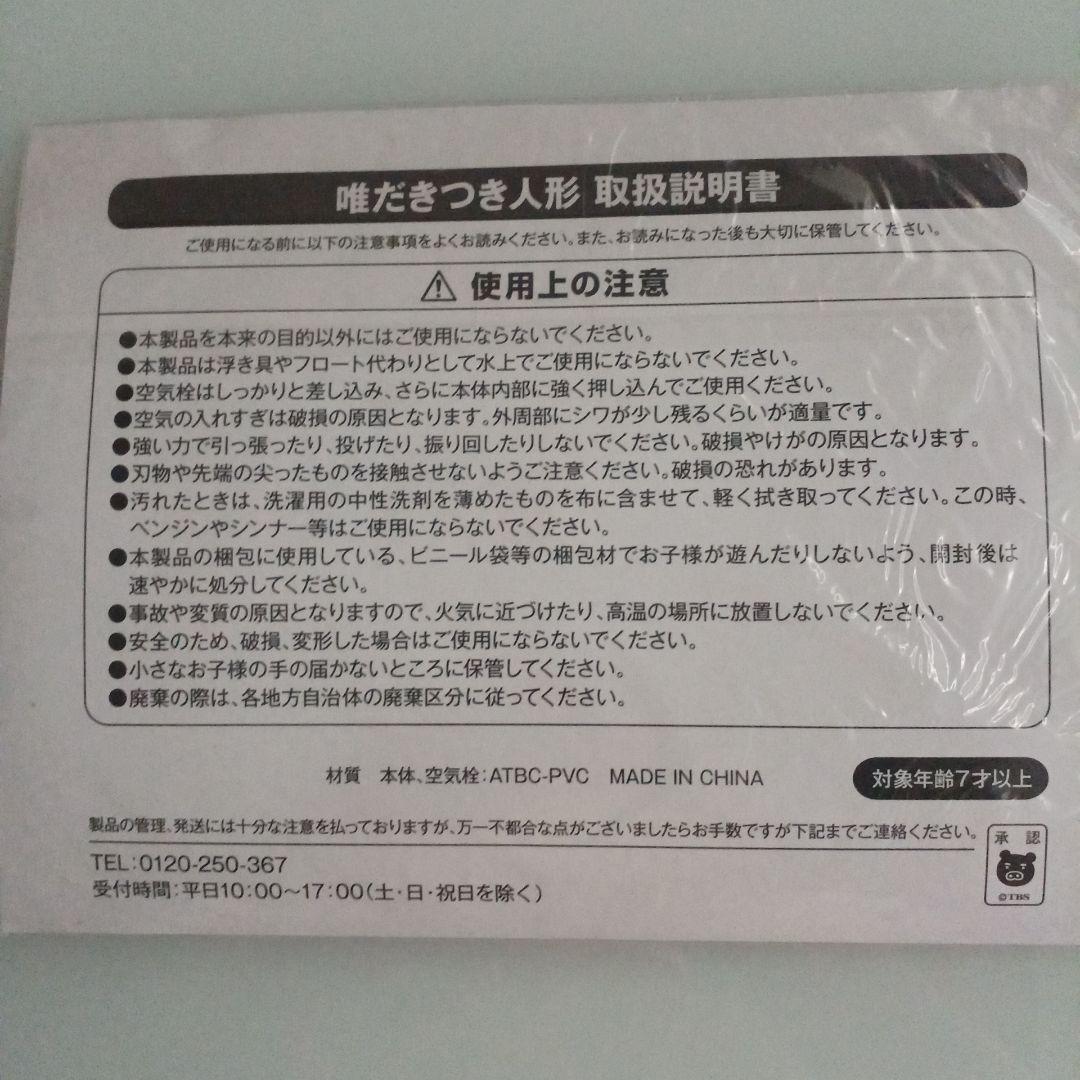 唯だきつき人形 取扱説明書
ご使用になる前に以下の注意事項をよくお読みください。また、お読みになった後も大切に保管してください。
⚠ 使用上の注意
●本製品を本来の目的以外にはご使用にならないでください。
●本製品は浮き具やフロート代わりとして水上でご使用にならないでください。
●空気栓はしっかりと差し込み、さらに本体内部に強く押し込んでご使用ください。
●空気の入れすぎは破損の原因となります。外周部にシワが少し残るくらいが適量です。
●強い力で引っ張ったり、投げたり、振り回したりしないでください。破損やけがの原因となります。
●刃物や先端の尖ったものを接触させないようご注意ください。破損の恐れがあります。
●汚れたときは、洗濯用の中性洗剤を薄めたものを布に含ませて、軽く拭き取ってください。この時、
ベンジンやシンナー等はご使用にならないでください。
●本製品の梱包に使用している、ビニール袋等の梱包材でお子様が遊んだりしないよう、開封後は
速やかに処分してください。
●事故や変質の原因となりますので、火気に近づけたり、高温の場所に放置しないでください。
●安全のため、破損、変形した場合はご使用にならないでください。
●小さなお子様の手の届かないところに保管してください。
●廃棄の際は、各地方自治体の廃棄区分に従ってください。
材質 本体、空気栓：ATBC-PVC MADE IN CHINA
対象年齢7才以上
製品の管理、発送には十分な注意を払っておりますが、万一不都合な点がございましたらお手数ですが下記までご連絡ください。
TEL：0120-250-367
受付時間：平日10：00〜17：00（土・日・祝日を除く）
承 認
©TBS